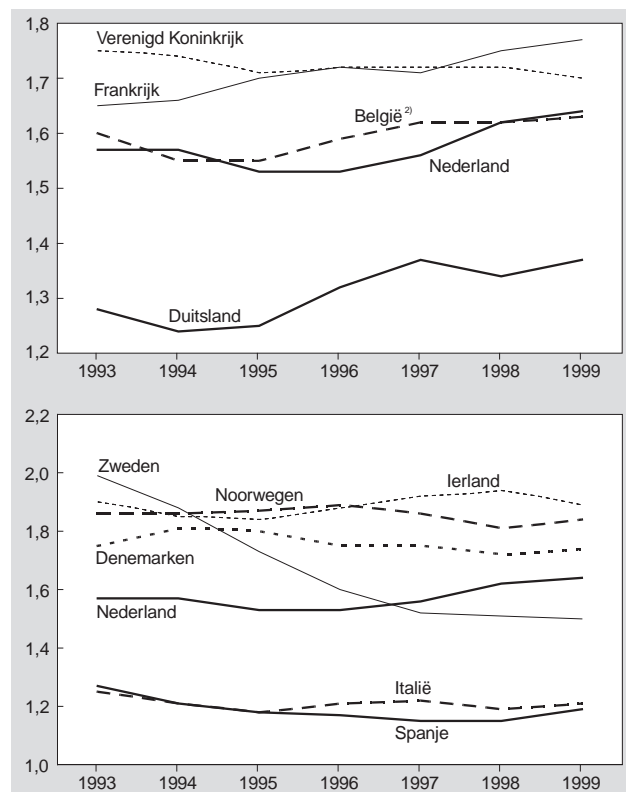 1,8
Verenigd Koninkrijk
1,7
Frankrijk
België 2)
1,6
Nederland
1,5
1,4
1,3
Duitsland
1,2
1993 1994 1995 1996 1997 1998 1999
2,2
2,0
Zweden
Noorwegen
Ierland
1,8
Denemarken
1,6
Nederland
1,4
Italië
1,2
Spanje
1,0
1993 1994 1995 1996 1997 1998 1999